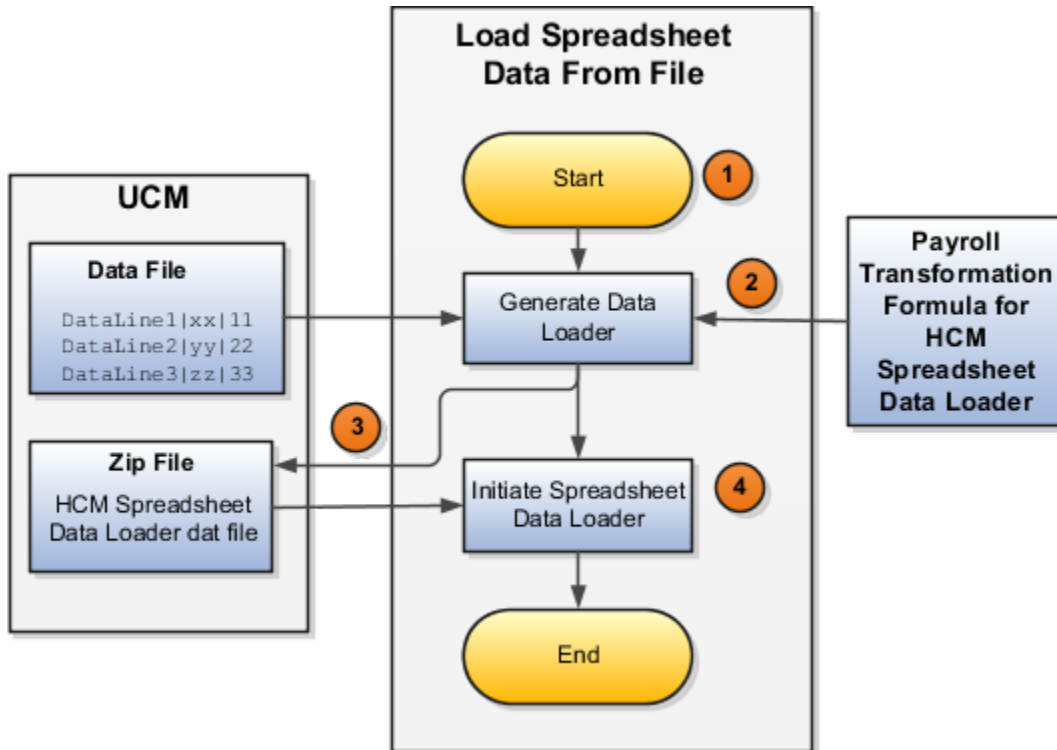 Load Spreadsheet
Data From File
Start
1
UCM
Data File
DataLine1|xx|11
DataLine2|yy|22
DataLine3|zz|33
Generate Data
Loader
2
Payroll
Transformation
Formula for
HCM
Spreadsheet
Data Loader
3
Zip File
HCM Spreadsheet
Data Loader dat file
Initiate Spreadsheet
Data Loader
4
End